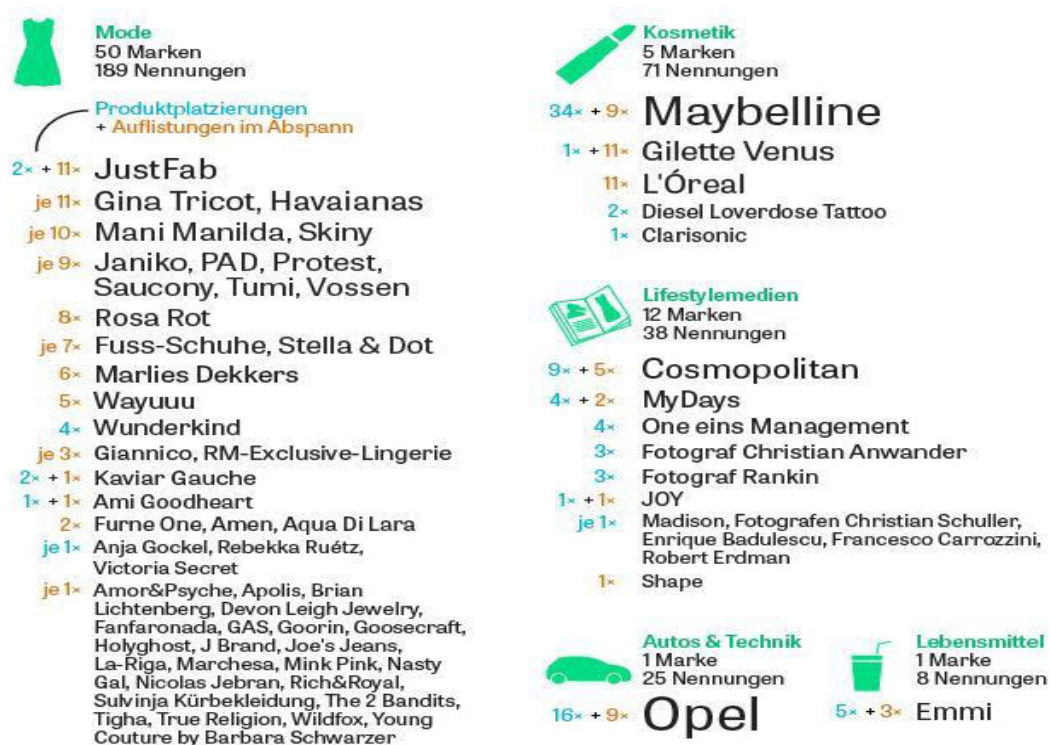 Mode
50 Marken
189 Nennungen
Produktplatzierungen
+ Auflistungen im Abspann
2× + 11× JustFab
je 11× Gina Tricot, Havaianas
je 10× Mani Manilda, Skiny
je 9× Janiko, PAD, Protest,
Saucony, Tumi, Vossen
8× Rosa Rot
je 7× Fuss-Schuhe, Stella & Dot
6× Marlies Dekkers
5× Wayuuu
4× Wunderkind
je 3× Giannico, RM-Exclusive-Lingerie
2× + 1× Kaviar Gauche
1× + 1× Ami Goodheart
2× Furne One, Amen, Aqua Di Lara
je 1× Anja Gockel, Rebekka Ruétz,
Victoria Secret
je 1× Amor&Psyche, Apolis, Brian
Lichtenberg, Devon Leigh Jewelry,
Fanfaronada, GAS, Goorin, Goosecraft,
Holyghost, J Brand, Joe's Jeans,
La-Riga, Marchesa, Mink Pink, Nasty
Gal, Nicolas Jebran, Rich&Royal,
Sulvinja Kürbekleidung, The 2 Bandits,
Tigha, True Religion, Wildfox, Young
Couture by Barbara Schwarzer
Kosmetik
5 Marken
71 Nennungen
34× + 9× Maybelline
1× + 11× Gilette Venus
11× L'Óreal
2× Diesel Loverdose Tattoo
1× Clarisonic
Lifestylemedien
12 Marken
38 Nennungen
9× + 5× Cosmopolitan
4× + 2× MyDays
4× One eins Management
3× Fotograf Christian Anwander
3× Fotograf Rankin
1× + 1× JOY
je 1× Madison, Fotografen Christian Schuller,
Enrique Badulescu, Francesco Carrozzini,
Robert Erdman
1× Shape
Autos & Technik
1 Marke
25 Nennungen
16× + 9× Opel
Lebensmittel
1 Marke
8 Nennungen
5× + 3× Emmi